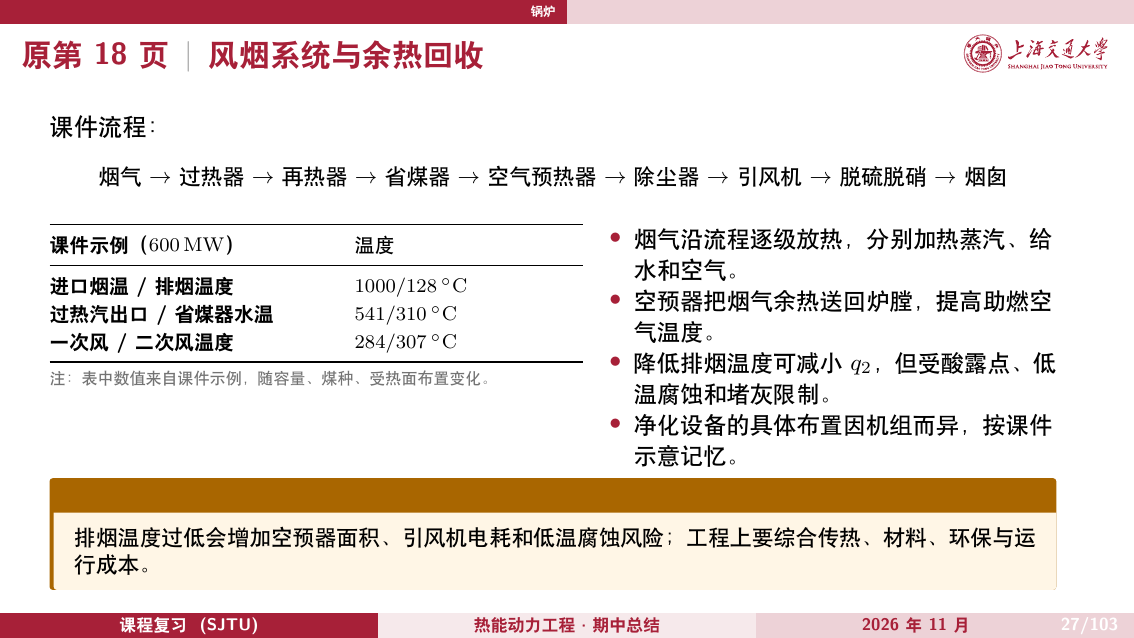 锅炉
原第 18 页 | 风烟系统与余热回收
上海交通大学
SHANGHAI JIAO TONG UNIVERSITY
课件流程：
烟气 → 过热器 → 再热器 → 省煤器 → 空气预热器 → 除尘器 → 引风机 → 脱硫脱硝 → 烟囱
课件示例（600 MW） 温度
进口烟温 / 排烟温度 1000/128 °C
过热汽出口 / 省煤器水温 541/310 °C
一次风 / 二次风温度 284/307 °C
注：表中数值来自课件示例，随容量、煤种、受热面布置变化。
• 烟气沿流程逐级放热，分别加热蒸汽、给
水和空气。
• 空预器把烟气余热送回炉膛，提高助燃空
气温度。
• 降低排烟温度可减小 q₂，但受酸露点、低
温腐蚀和堵灰限制。
• 净化设备的具体布置因机组而异，按课件
示意记忆。
排烟温度过低会增加空预器面积、引风机电耗和低温腐蚀风险；工程上要综合传热、材料、环保与运
行成本。
课程复习 （SJTU） 热能动力工程 · 期中总结 2026 年 11 月 27/103